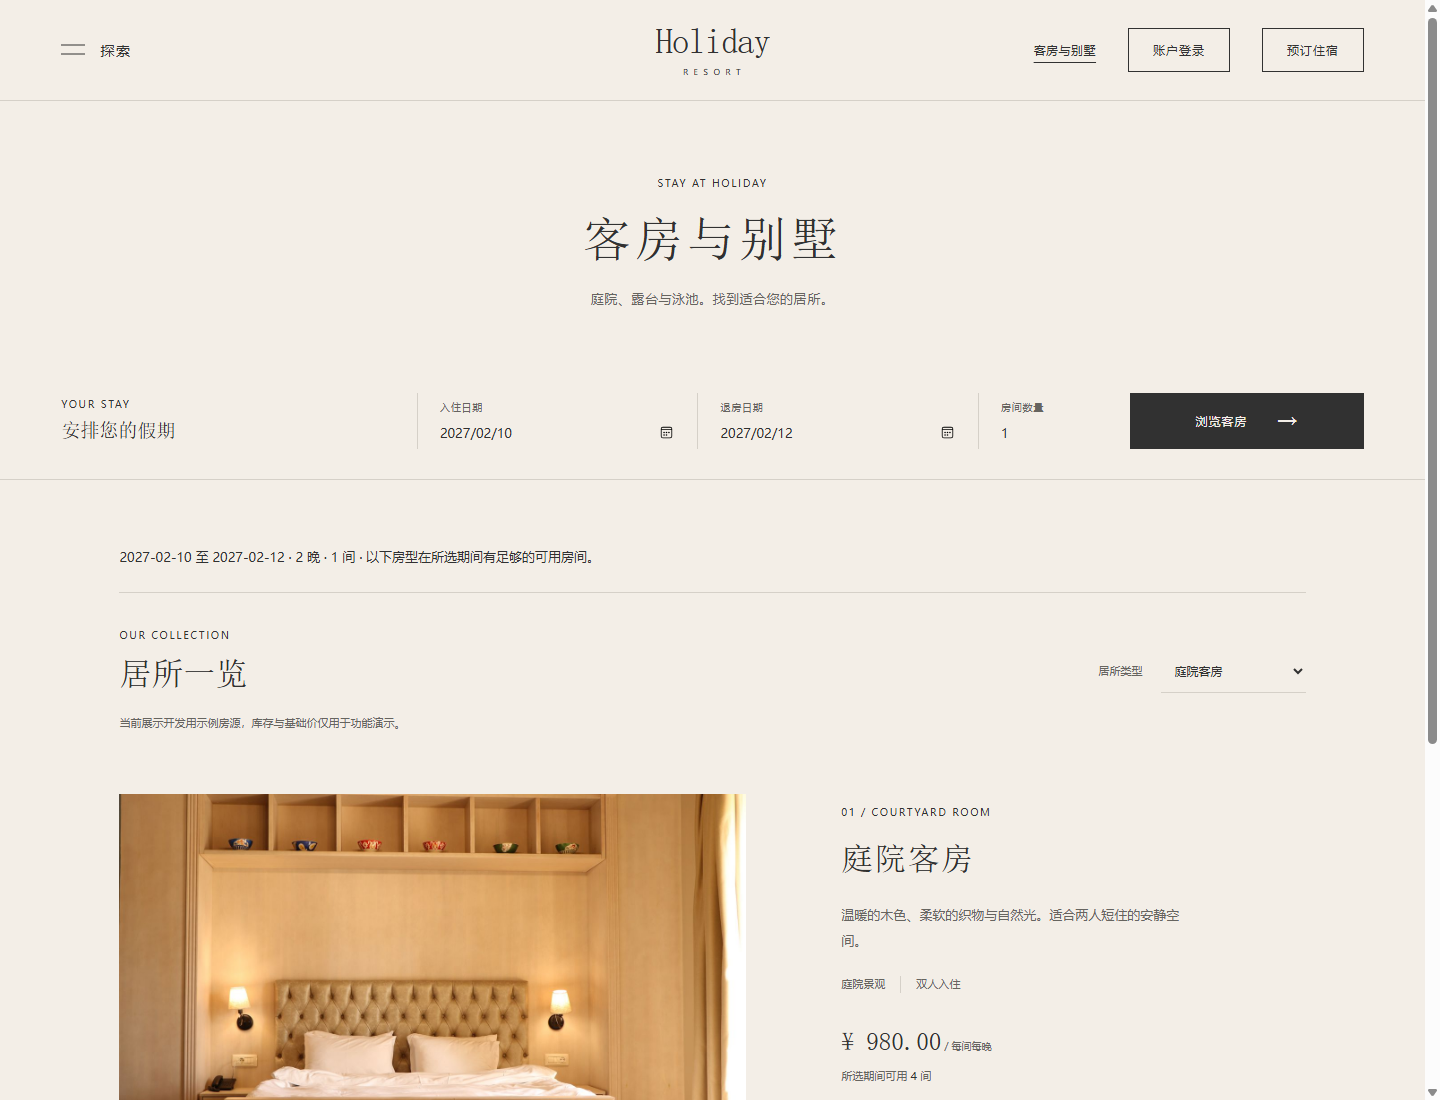 探索
Holiday
RESORT
客房与别墅
账户登录
预订住宿
STAY AT HOLIDAY
客房与别墅
庭院、露台与泳池。找到适合您的居所。
YOUR STAY
安排您的假期
入住日期
2027/02/10
退房日期
2027/02/12
房间数量
1
浏览客房
2027-02-10 至 2027-02-12 · 2 晚 · 1 间 · 以下房型在所选期间有足够的可用房间。
OUR COLLECTION
居所一览
居所类型
庭院客房
当前展示开发用示例房源，库存与基础价仅用于功能演示。
01 / COURTYARD ROOM
庭院客房
温暖的木色、柔软的织物与自然光。适合两人短住的安静空
间。
庭院景观
双人入住
¥ 980.00 / 每间每晚
所选期间可用 4 间